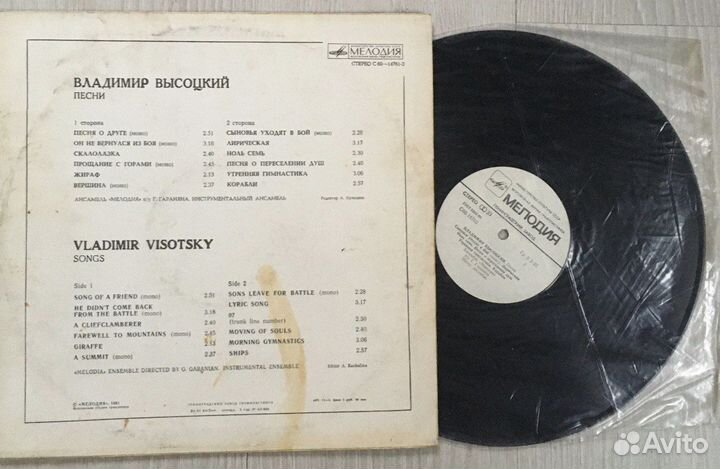 МЕЛОДИЯ
СТЕРЕО С 60—14761-2
ВЛАДИМИР ВЫСОЦКИЙ
ПЕСНИ
1 сторона
ПЕСНЯ О ДРУГЕ (моно) 2.51
ОН НЕ ВЕРНУЛСЯ ИЗ БОЯ (моно) 3.18
СКАЛОЛАЗКА 2.40
ПРОЩАНИЕ С ГОРАМИ (моно) 2.45
ЖИРАФ 2.53
ВЕРШИНА (моно) 2.37
2 сторона
СЫНОВЬЯ УХОДЯТ В БОЙ (моно) 2.28
ЛИРИЧЕСКАЯ 3.17
НОЛЬ СЕМЬ 2.30
ПЕСНЯ О ПЕРЕСЕЛЕНИИ ДУШ 2.40
УТРЕННЯЯ ГИМНАСТИКА 3.06
КОРАБЛИ 2.57
АНСАМБЛЬ «МЕЛОДИЯ» п/у Г. ГАРАНЯНА, ИНСТРУМЕНТАЛЬНЫЙ АНСАМБЛЬ
Редактор А. Качалина
VLADIMIR VISOTSKY
SONGS
Side 1
SONG OF A FRIEND (mono) 2.51
HE DIDN'T COME BACK
FROM THE BATTLE (mono) 3.18
A CLIFFCLAMBERER 2.40
FAREWELL TO MOUNTAINS (mono) 2.45
GIRAFFE 2.53
A SUMMIT (mono) 2.37
Side 2
SONS LEAVE FOR BATTLE (mono) 2.28
LYRIC SONG 3.17
07
(trunk line number) 2.30
MOVING OF SOULS 2.40
MORNING GYMNASTICS 3.06
SHIPS 2.57
«MELODIA» ENSEMBLE DIRECTED BY G. GARANIAN, INSTRUMENTAL ENSEMBLE
Editor A. Kachalina
© «МЕЛОДИЯ», 1981
МЕЛОДИЯ
СТЕРЕО 33
Avito